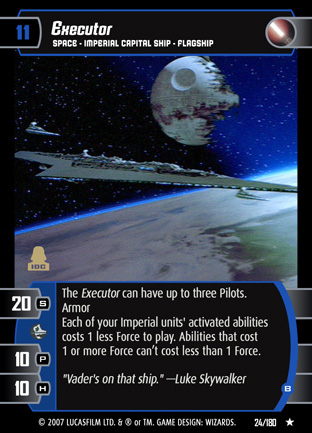 11
Executor
SPACE - IMPERIAL CAPITAL SHIP - FLAGSHIP
IDC
20 S
The Executor can have up to three Pilots.
Armor
Each of your Imperial units' activated abilities
costs 1 less Force to play. Abilities that cost
10 P
1 or more Force can't cost less than 1 Force.
10 H
"Vader's on that ship." —Luke Skywalker
B
© 2007 LUCASFILM LTD. & ® or TM. GAME DESIGN: WIZARDS. 24/180 ★